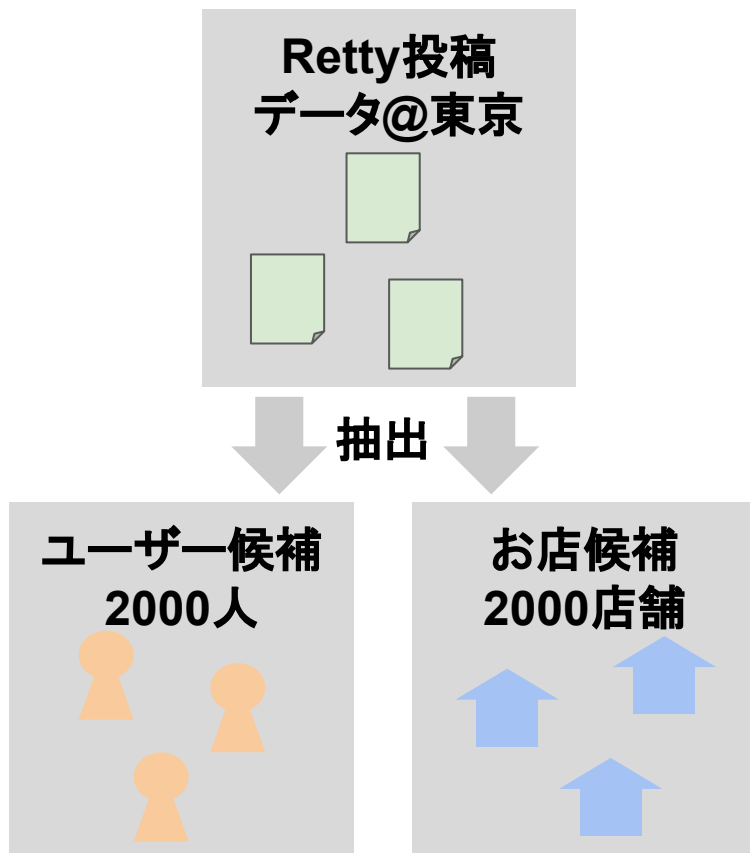 Retty投稿
データ@東京
抽出
ユーザー候補
2000人
お店候補
2000店舗